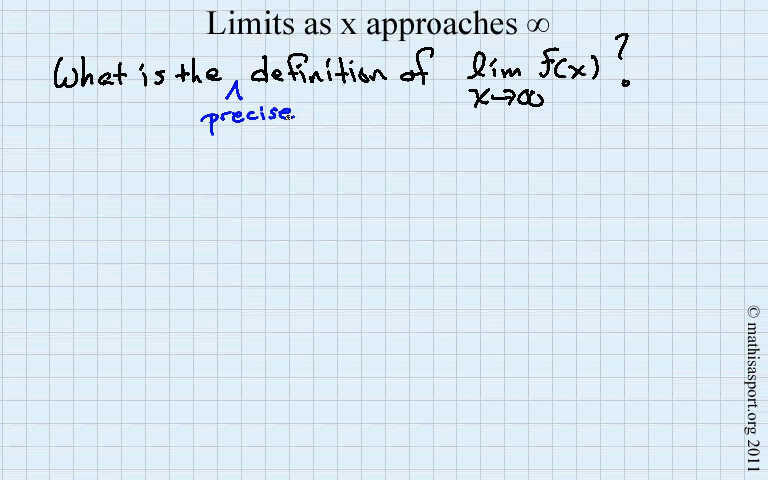 Limits as x approaches ∞
What is the ^ definition of lim f(x) ?
precise x→∞
© mathisasport.org 2011